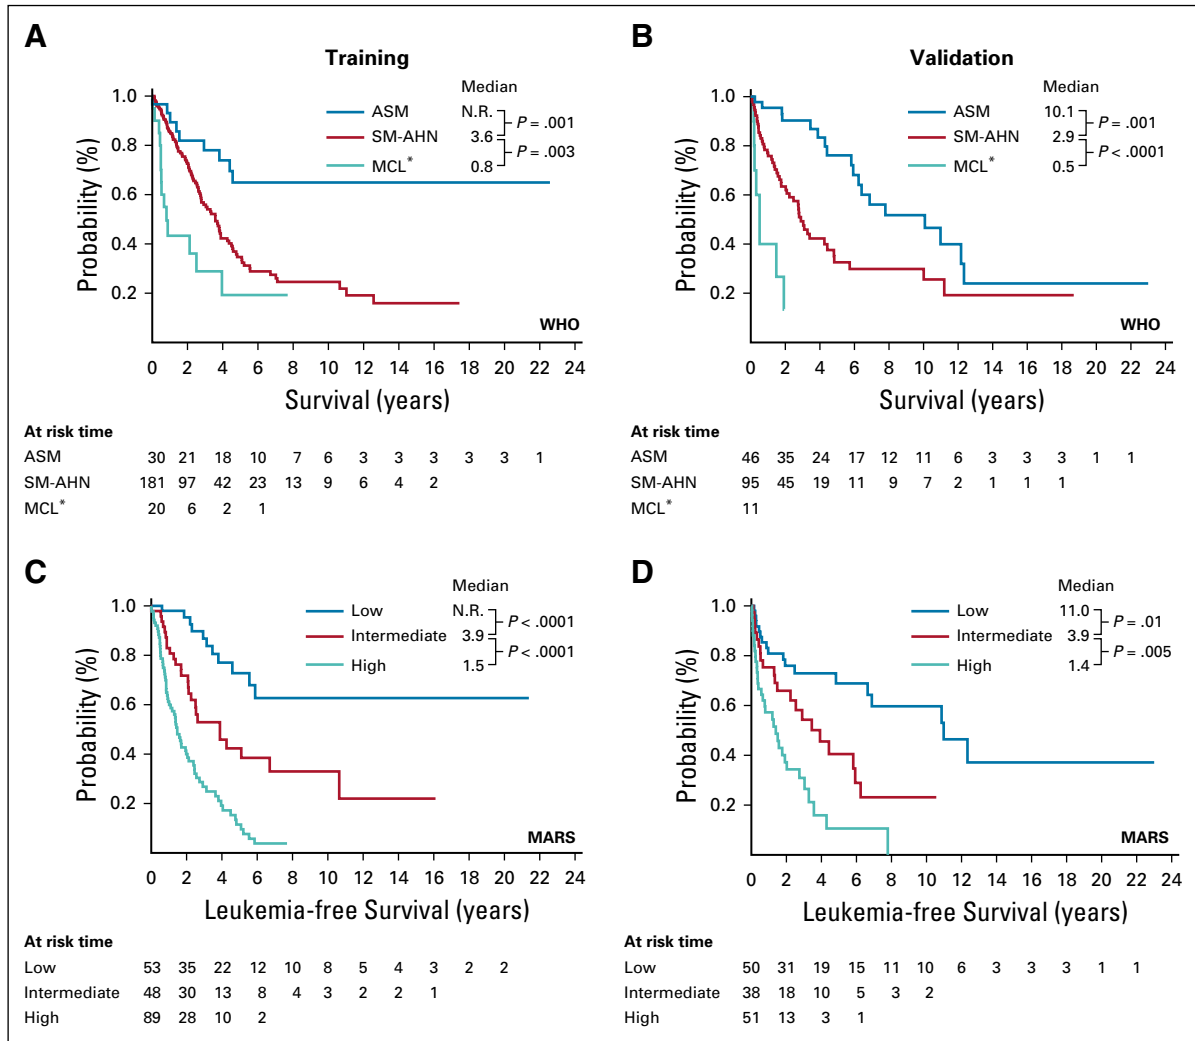 A
Training
Median
ASM
N.R.
P = .001
SM-AHN
3.6
P = .003
MCL*
0.8
1.0
0.8
0.6
0.4
0.2
Probability (%)
WHO
0 2 4 6 8 10 12 14 16 18 20 22 24
Survival (years)
At risk time
ASM 30 21 18 10 7 6 3 3 3 3 3 1
SM-AHN 181 97 42 23 13 9 6 4 2
MCL* 20 6 2 1
B
Validation
Median
ASM
10.1
P = .001
SM-AHN
2.9
P < .0001
MCL*
0.5
1.0
0.8
0.6
0.4
0.2
Probability (%)
WHO
0 2 4 6 8 10 12 14 16 18 20 22 24
Survival (years)
At risk time
ASM 46 35 24 17 12 11 6 3 3 3 1 1
SM-AHN 95 45 19 11 9 7 2 1 1 1
MCL* 11
C
Median
Low
N.R.
P < .0001
Intermediate
3.9
P < .0001
High
1.5
1.0
0.8
0.6
0.4
0.2
Probability (%)
MARS
0 2 4 6 8 10 12 14 16 18 20 22 24
Leukemia-free Survival (years)
At risk time
Low 53 35 22 12 10 8 5 4 3 2 2
Intermediate 48 30 13 8 4 3 2 2 1
High 89 28 10 2
D
Median
Low
11.0
P = .01
Intermediate
3.9
P = .005
High
1.4
1.0
0.8
0.6
0.4
0.2
Probability (%)
MARS
0 2 4 6 8 10 12 14 16 18 20 22 24
Leukemia-free Survival (years)
At risk time
Low 50 31 19 15 11 10 6 3 3 3 1 1
Intermediate 38 18 10 5 3 2
High 51 13 3 1